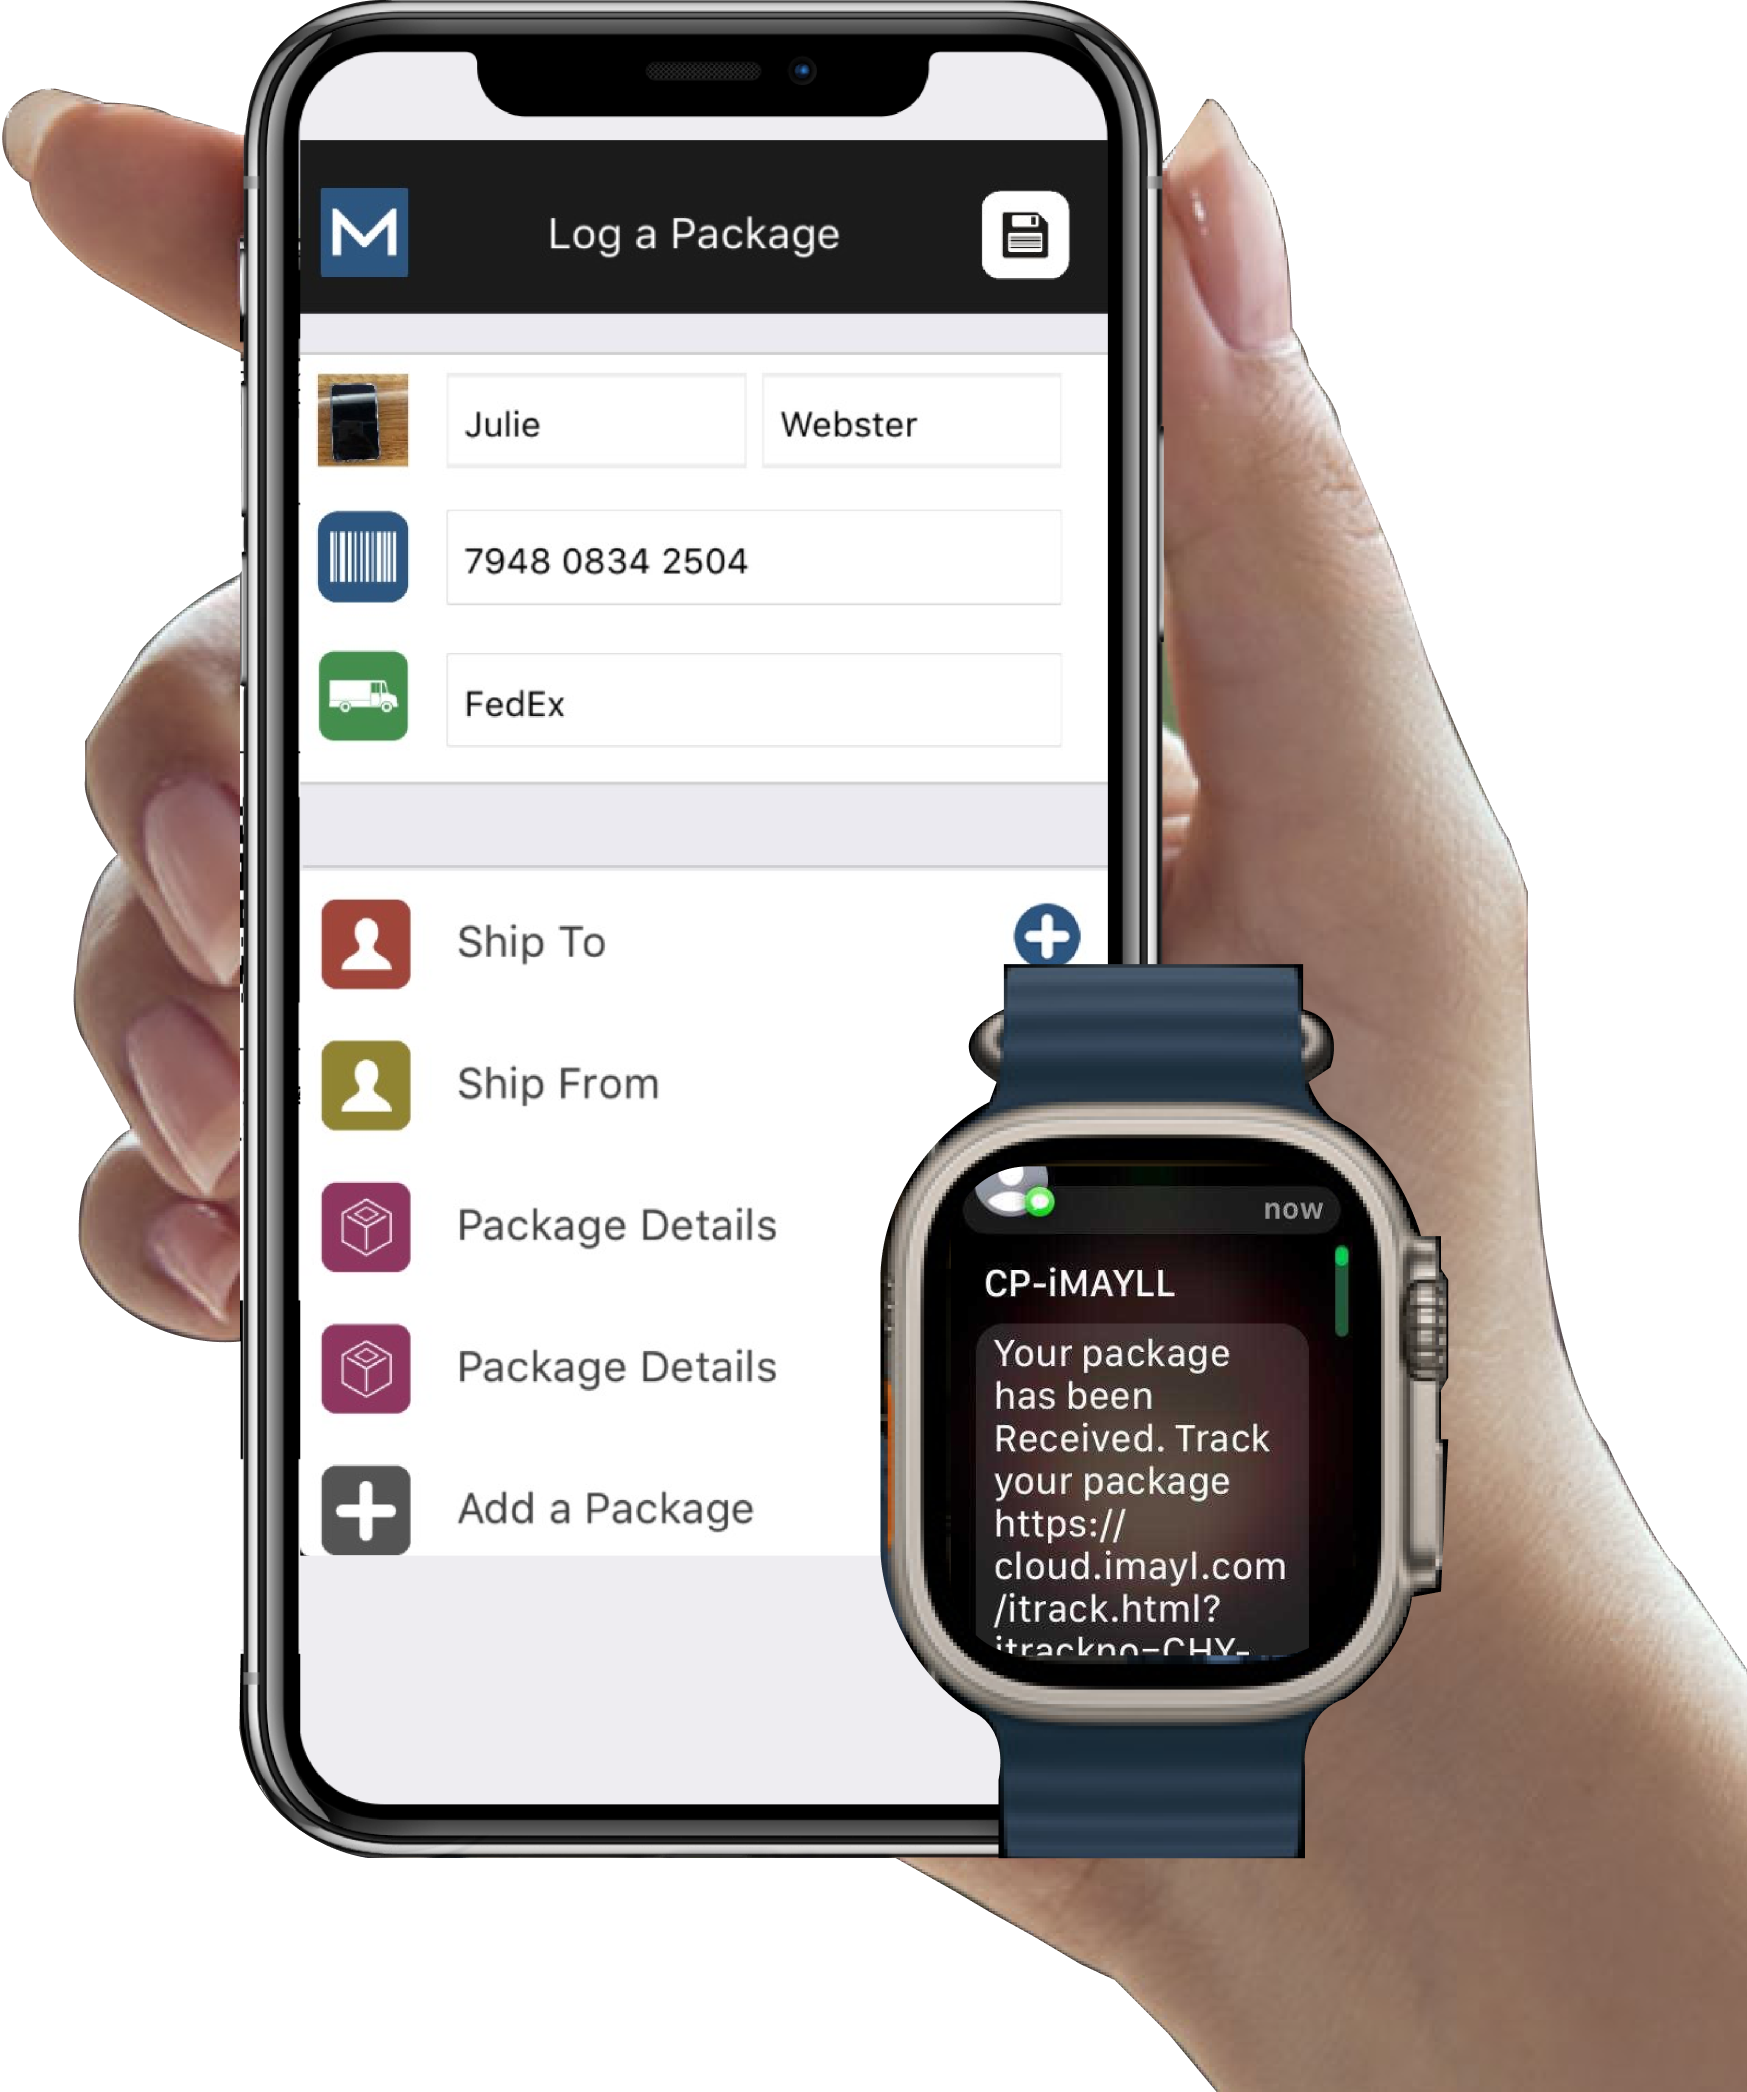 M
Log a Package
Julie
Webster
7948 0834 2504
FedEx
Ship To
Ship From
Package Details
Package Details
Add a Package
now
CP-iMAYLL
Your package
has been
Received. Track
your package
https://
cloud.imayl.com
/itrack.html?
itrackno=CHY-